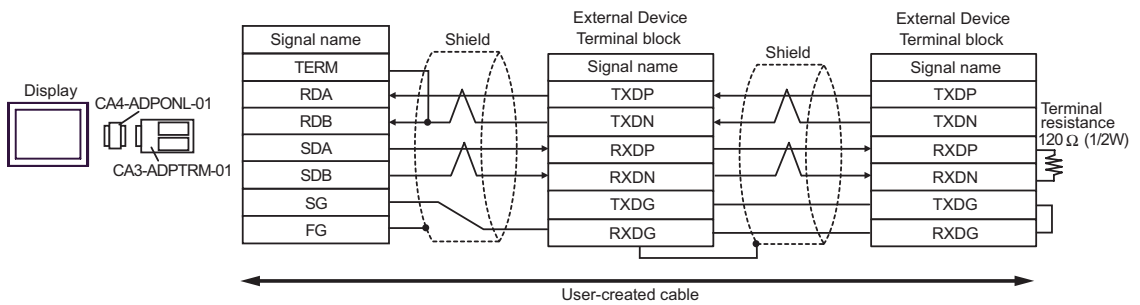 Display
CA4-ADPONL-01
CA3-ADPTRM-01
Signal name
TERM
RDA
RDB
SDA
SDB
SG
FG
Shield
External Device
Terminal block
Signal name
TXDP
TXDN
RXDP
RXDN
TXDG
RXDG
Shield
External Device
Terminal block
Signal name
TXDP
TXDN
RXDP
RXDN
TXDG
RXDG
Terminal
resistance
120 Ω (1/2W)
User-created cable